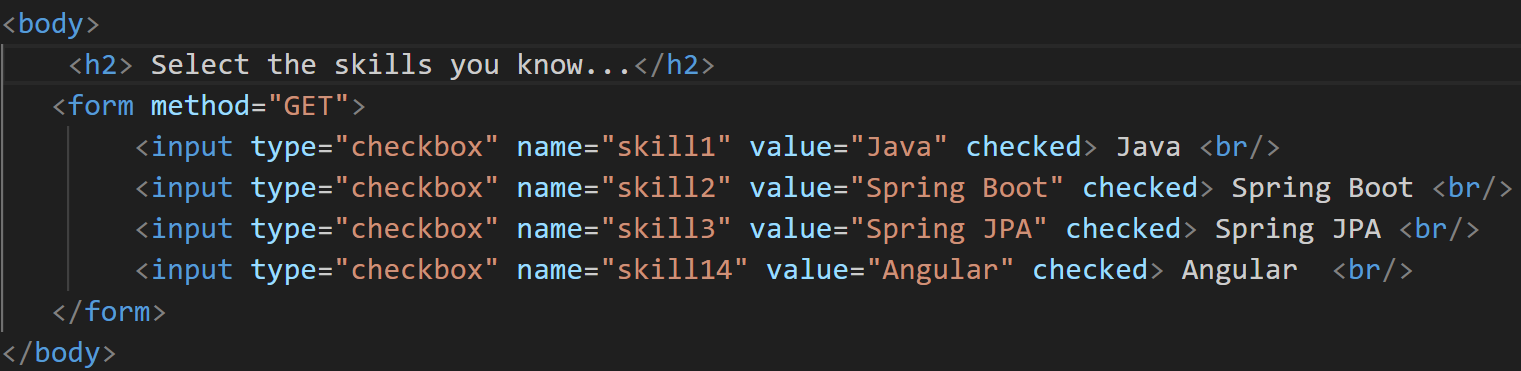 <body>
<h2> Select the skills you know...</h2>
<form method="GET">
<input type="checkbox" name="skill1" value="Java" checked> Java <br/>
<input type="checkbox" name="skill2" value="Spring Boot" checked> Spring Boot <br/>
<input type="checkbox" name="skill3" value="Spring JPA" checked> Spring JPA <br/>
<input type="checkbox" name="skill14" value="Angular" checked> Angular  <br/>
</form>
</body>